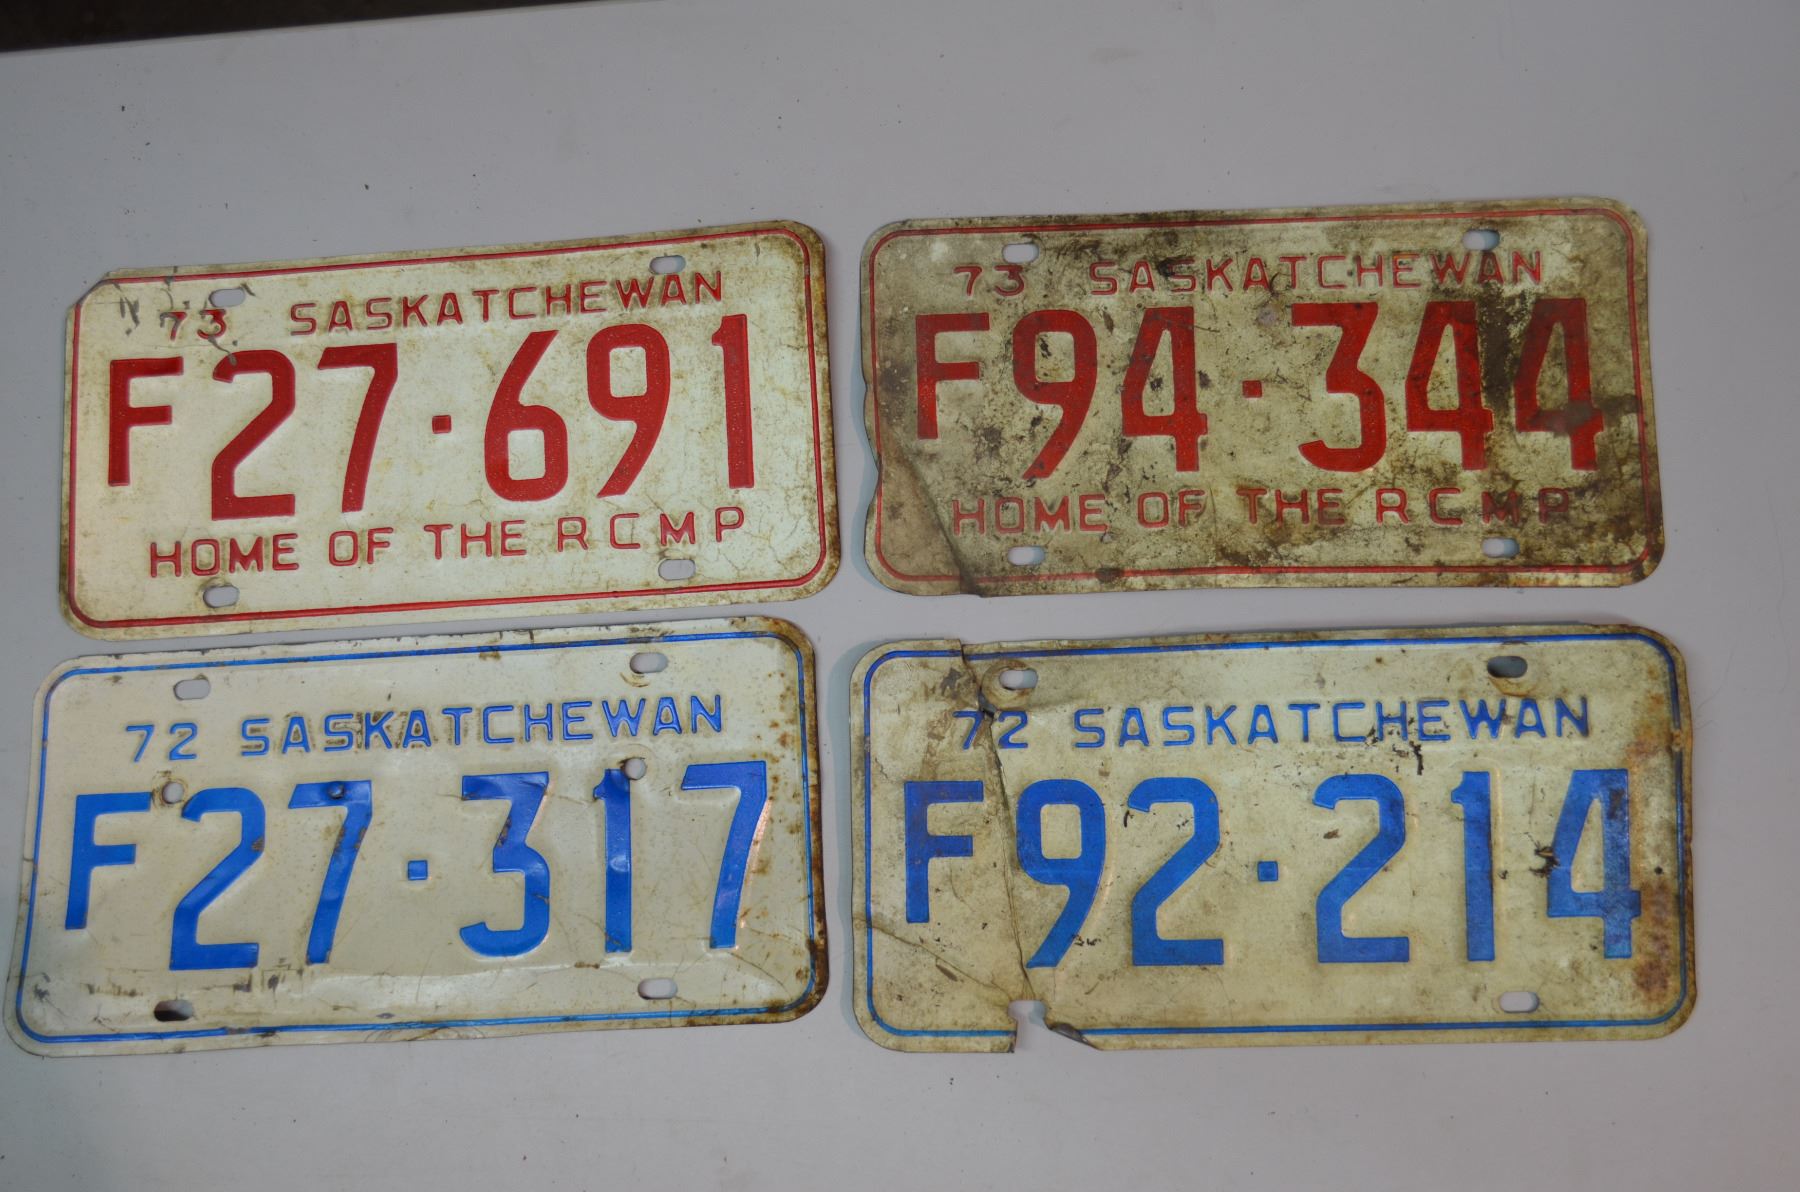 73 SASKATCHEWAN
F27·691
HOME OF THE RCMP
73 SASKATCHEWAN
F94·344
HOME OF THE RCMP
72 SASKATCHEWAN
F27·317
72 SASKATCHEWAN
F92·214